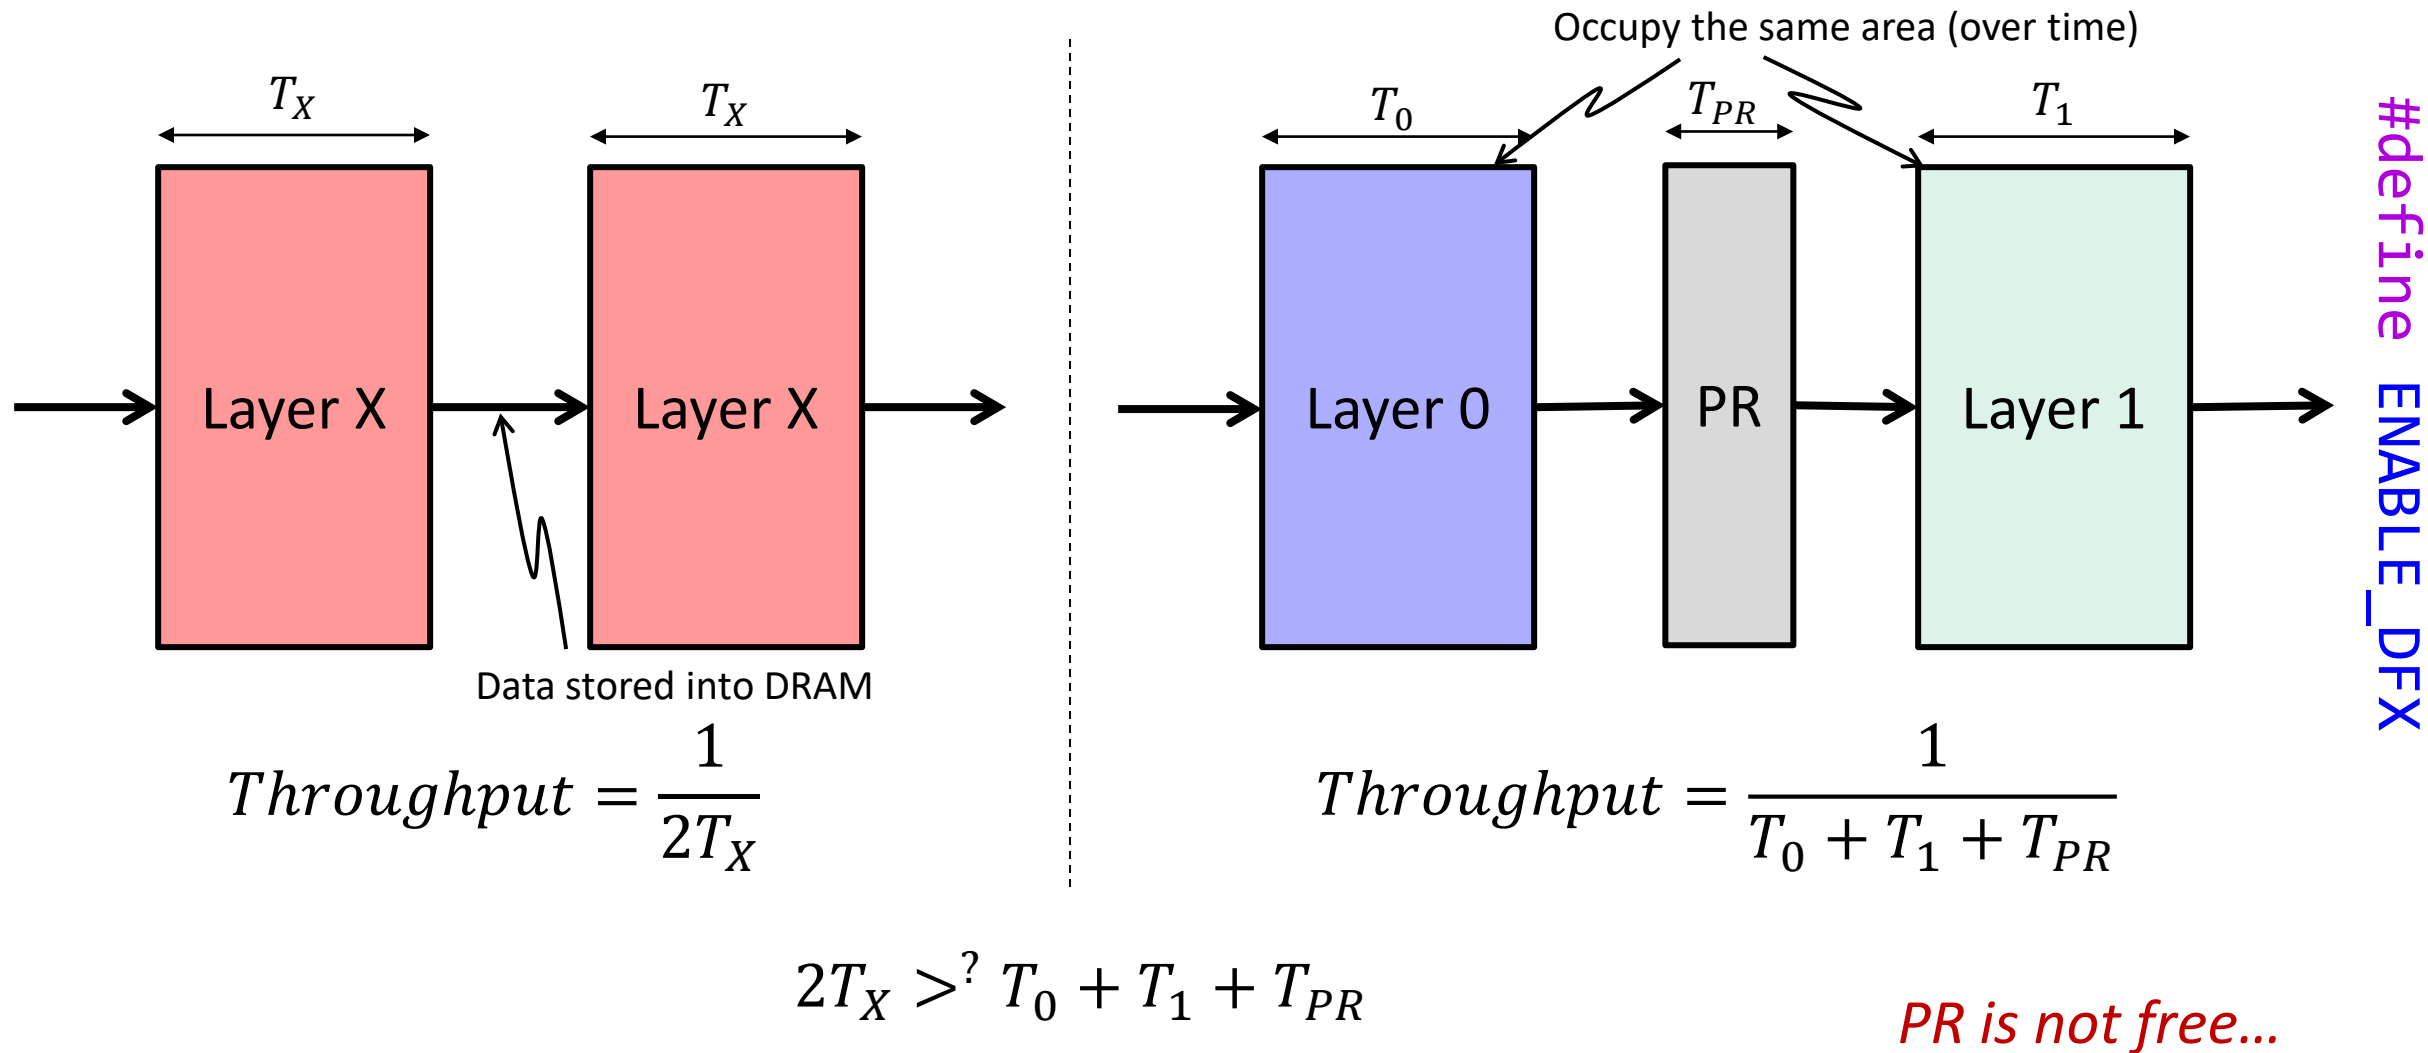 Occupy the same area (over time)
T_X
T_X
T_0
T_PR
T_1
Layer X
Layer X
Layer 0
PR
Layer 1
Data stored into DRAM
Throughput = 1 / 2T_X
Throughput = 1 / T_0 + T_1 + T_PR
2T_X >^? T_0 + T_1 + T_PR
PR is not free...
#define ENABLE_DFX